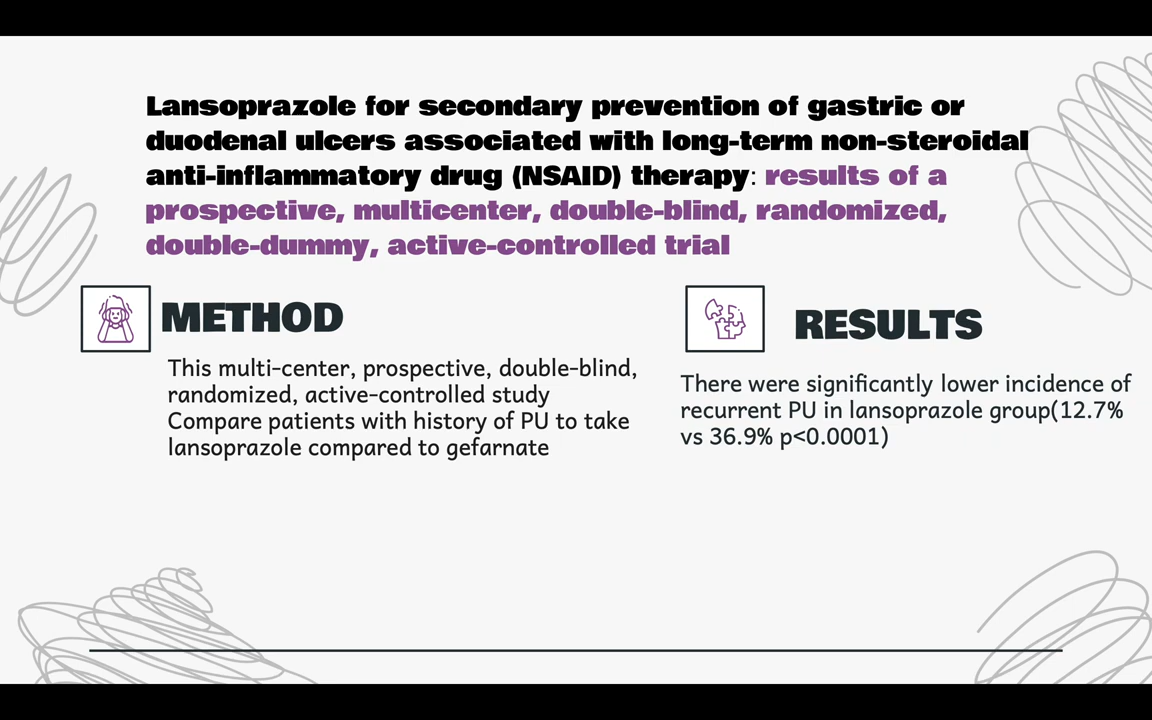 Lansoprazole for secondary prevention of gastric or
duodenal ulcers associated with long-term non-steroidal
anti-inflammatory drug (NSAID) therapy: results of a
prospective, multicenter, double-blind, randomized,
double-dummy, active-controlled trial
METHOD
This multi-center, prospective, double-blind,
randomized, active-controlled study
Compare patients with history of PU to take
lansoprazole compared to gefarnate
RESULTS
There were significantly lower incidence of
recurrent PU in lansoprazole group(12.7%
vs 36.9% p<0.0001)